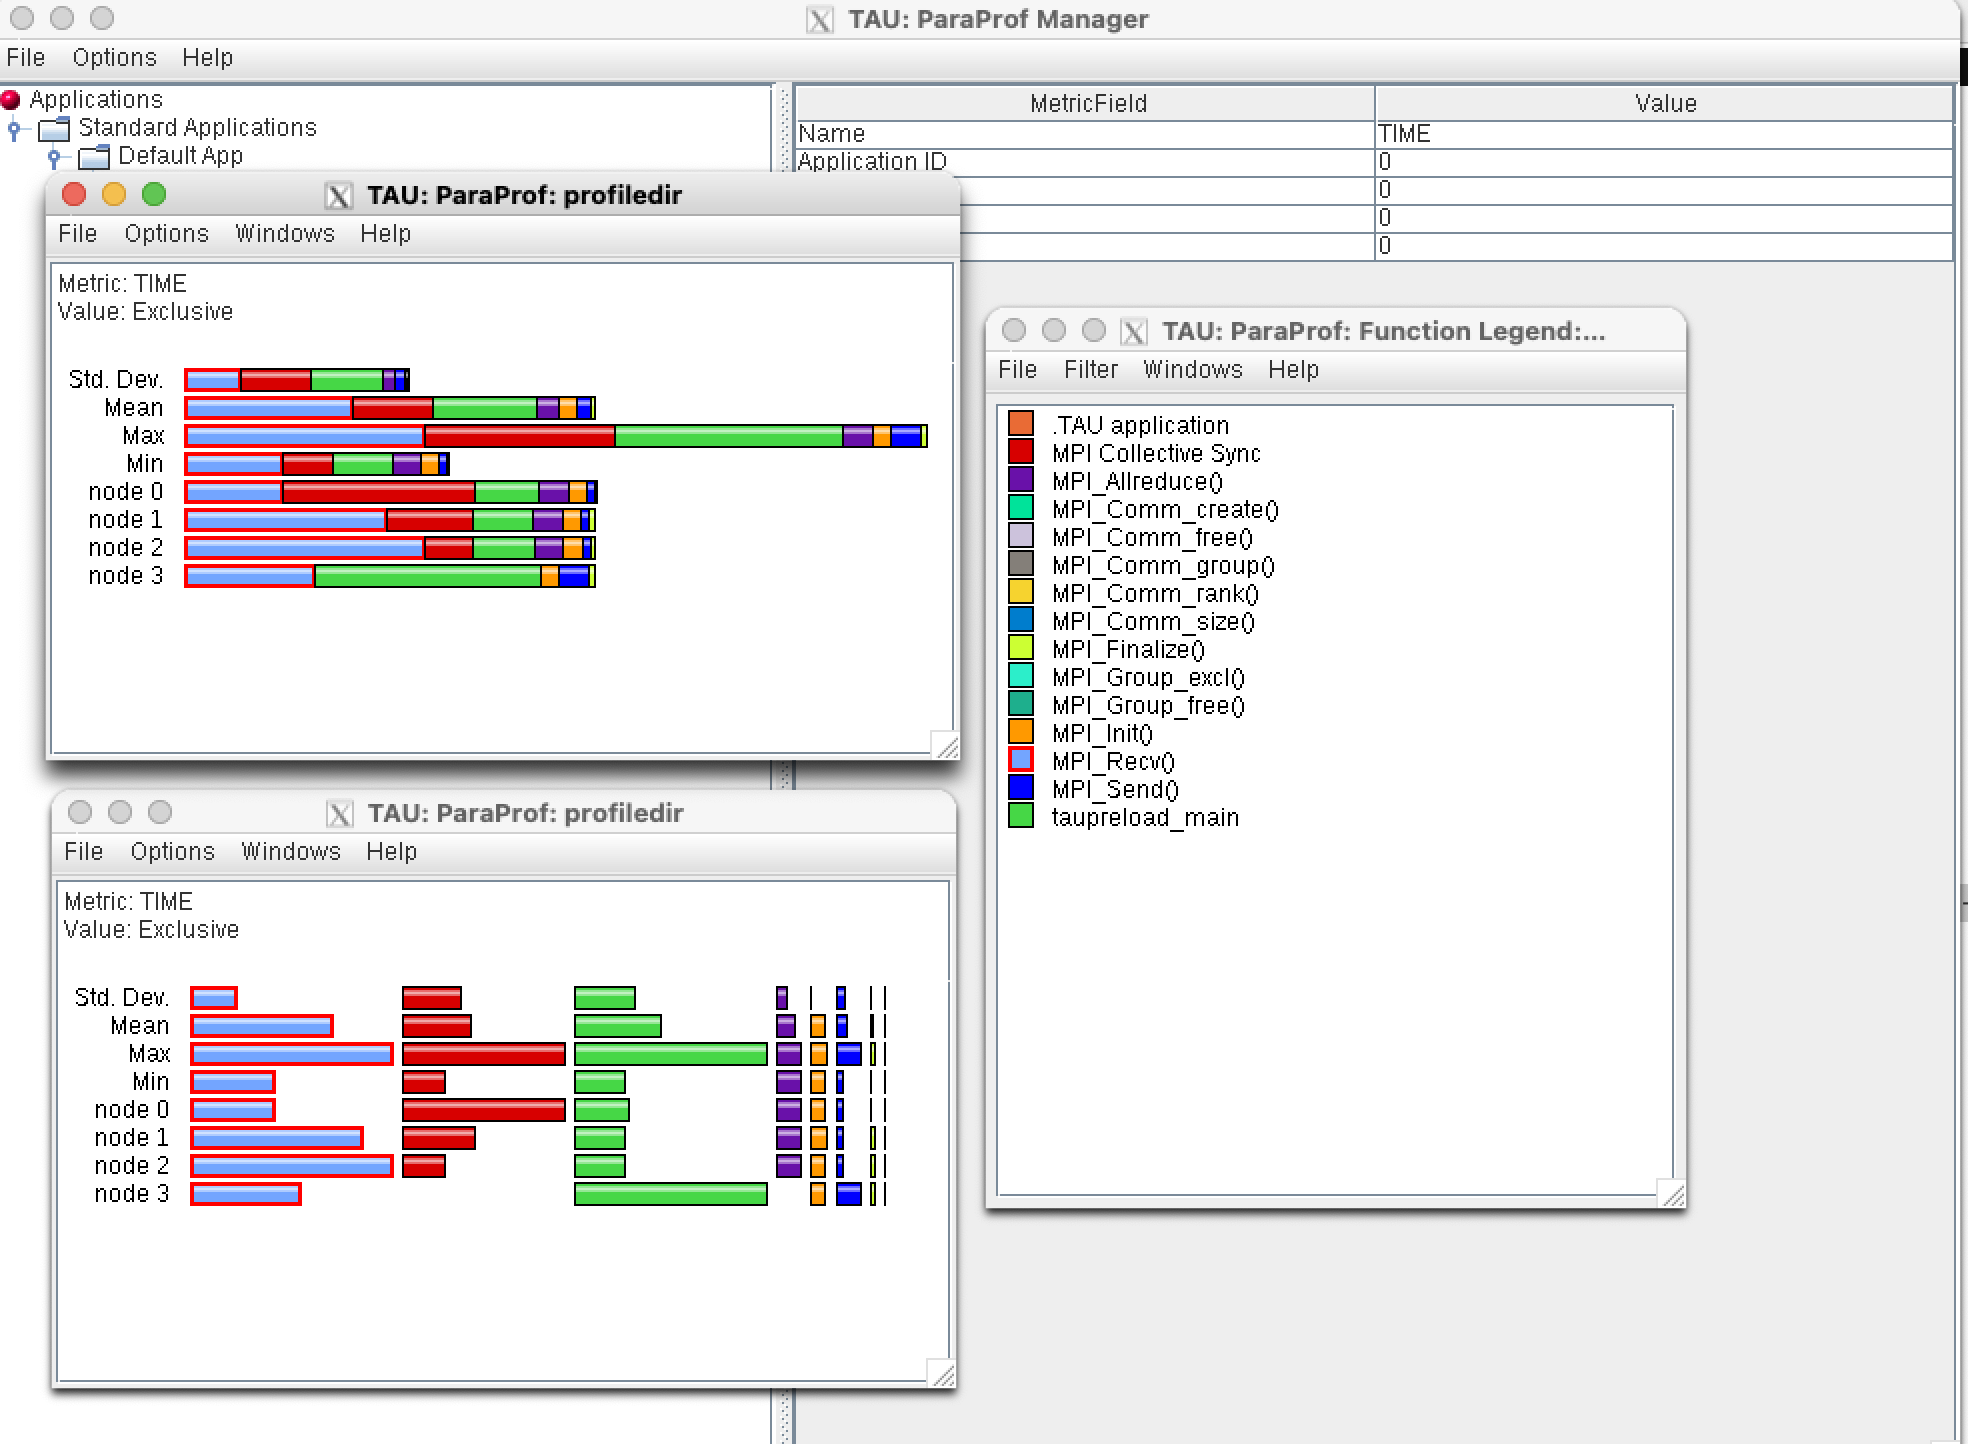 TAU: ParaProf Manager
File Options Help
Applications
Standard Applications
Default App
MetricField Value
Name TIME
Application ID 0
0
0
0
TAU: ParaProf: profiledir
File Options Windows Help
Metric: TIME
Value: Exclusive
Std. Dev.
Mean
Max
Min
node 0
node 1
node 2
node 3
TAU: ParaProf: Function Legend:...
File Filter Windows Help
.TAU application
MPI Collective Sync
MPI_Allreduce()
MPI_Comm_create()
MPI_Comm_free()
MPI_Comm_group()
MPI_Comm_rank()
MPI_Comm_size()
MPI_Finalize()
MPI_Group_excl()
MPI_Group_free()
MPI_Init()
MPI_Recv()
MPI_Send()
taupreload_main
TAU: ParaProf: profiledir
File Options Windows Help
Metric: TIME
Value: Exclusive
Std. Dev.
Mean
Max
Min
node 0
node 1
node 2
node 3